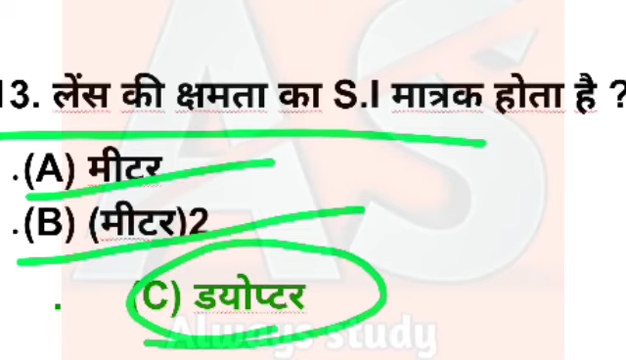 13. लेंस की क्षमता का S.I मात्रक होता है ?
.(A) मीटर
.(B) (मीटर)2
. (C) डयोप्टर
Always study